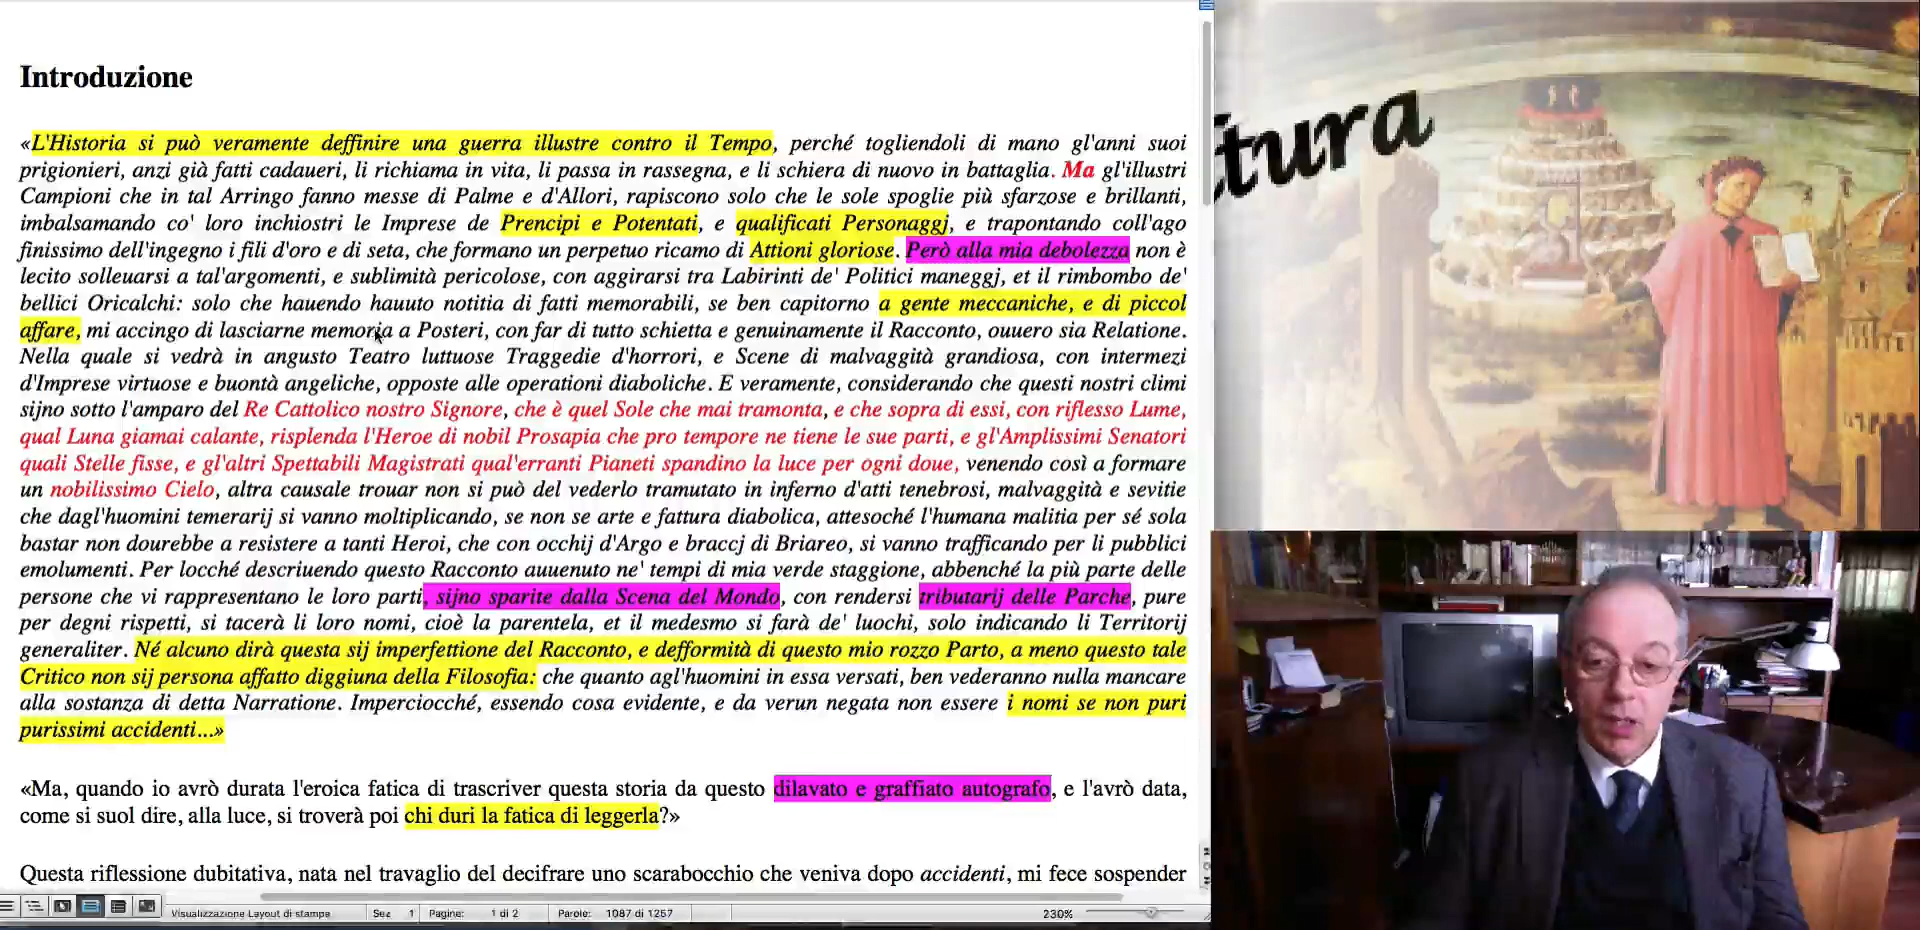 Introduzione
«L'Historia si può veramente deffinire una guerra illustre contro il Tempo, perché togliendoli di mano gl'anni suoi
prigionieri, anzi già fatti cadaueri, li richiama in vita, li passa in rassegna, e li schiera di nuovo in battaglia. Ma gl'illustri
Campioni che in tal Arringo fanno messe di Palme e d'Allori, rapiscono solo che le sole spoglie più sfarzose e brillanti,
imbalsamando co' loro inchiostri le Imprese de Prencipi e Potentati, e qualificati Personaggj, e trapontando coll'ago
finissimo dell'ingegno i fili d'oro e di seta, che formano un perpetuo ricamo di Attioni gloriose. Però alla mia debolezza non è
lecito solleuarsi a tal'argomenti, e sublimità pericolose, con aggirarsi tra Labirinti de' Politici maneggj, et il rimbombo de'
bellici Oricalchi: solo che hauendo hauuto notitia di fatti memorabili, se ben capitorno a gente meccaniche, e di piccol
affare, mi accingo di lasciarne memoria a Posteri, con far di tutto schietta e genuinamente il Racconto, ouuero sia Relatione.
Nella quale si vedrà in angusto Teatro luttuose Traggedie d'horrori, e Scene di malvaggità grandiosa, con intermezi
d'Imprese virtuose e buontà angeliche, opposte alle operationi diaboliche. E veramente, considerando che questi nostri climi
sijno sotto l'amparo del Re Cattolico nostro Signore, che è quel Sole che mai tramonta, e che sopra di essi, con riflesso Lume,
qual Luna giamai calante, risplenda l'Heroe di nobil Prosapia che pro tempore ne tiene le sue parti, e gl'Amplissimi Senatori
quali Stelle fisse, e gl'altri Spettabili Magistrati qual'erranti Pianeti spandino la luce per ogni doue, venendo così a formare
un nobilissimo Cielo, altra causale trouar non si può del vederlo tramutato in inferno d'atti tenebrosi, malvaggità e sevitie
che dagl'huomini temerarij si vanno moltiplicando, se non se arte e fattura diabolica, attesoché l'humana malitia per sé sola
bastar non dourebbe a resistere a tanti Heroi, che con occhij d'Argo e braccj di Briareo, si vanno trafficando per li pubblici
emolumenti. Per locché descriuendo questo Racconto auuenuto ne' tempi di mia verde staggione, abbenché la più parte delle
persone che vi rappresentano le loro parti, sijno sparite dalla Scena del Mondo, con rendersi tributarij delle Parche, pure
per degni rispetti, si tacerà li loro nomi, cioè la parentela, et il medesmo si farà de' luochi, solo indicando li Territorij
generaliter. Né alcuno dirà questa sij imperfettione del Racconto, e defformità di questo mio rozzo Parto, a meno questo tale
Critico non sij persona affatto diggiuna della Filosofia: che quanto agl'huomini in essa versati, ben vederanno nulla mancare
alla sostanza di detta Narratione. Imperciocché, essendo cosa evidente, e da verun negata non essere i nomi se non puri
purissimi accidenti...»
«Ma, quando io avrò durata l'eroica fatica di trascriver questa storia da questo dilavato e graffiato autografo, e l'avrò data,
come si suol dire, alla luce, si troverà poi chi duri la fatica di leggerla?»
Questa riflessione dubitativa, nata nel travaglio del decifrare uno scarabocchio che veniva dopo accidenti, mi fece sospender
Visualizzazione Layout di stampa Sez 1 Pagine: 1 di 2 Parole: 1087 di 1257 230%
tura